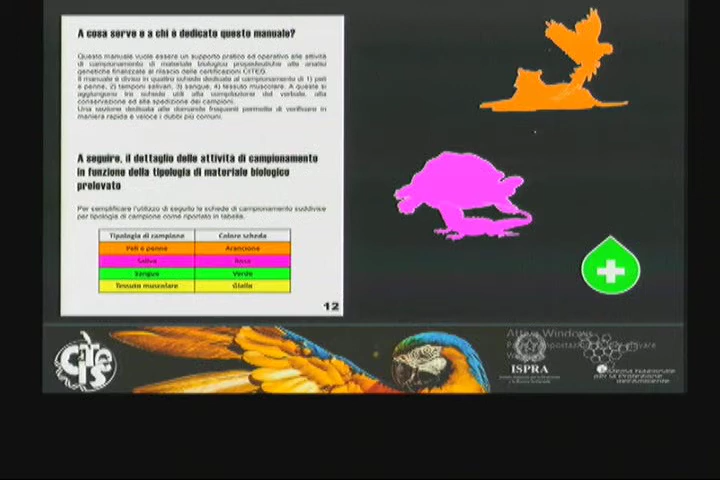 A cosa serve e a chi è dedicato questo manuale?
Questo manuale vuole essere un supporto pratico ed operativo alle attività
di campionamento di materiale biologico propedeutiche alle analisi
genetiche finalizzate al rilascio delle certificazioni CITES.
Il manuale è diviso in quattro schede dedicate al campionamento di 1) peli
e penne, 2) tamponi salivari, 3) sangue, 4) tessuto muscolare. A queste si
aggiungono tre schede utili alla compilazione del verbale, alla
conservazione ed alla spedizione dei campioni.
Una sezione dedicata alle domande frequenti permette di verificare in
maniera rapida e veloce i dubbi più comuni.
A seguire, il dettaglio delle attività di campionamento
in funzione della tipologia di materiale biologico
prelevato
Per semplificare l'utilizzo di seguito le schede di campionamento suddivise
per tipologia di campione come riportato in tabella.
Tipologia di campione Colore scheda
Peli e penne Arancione
Saliva Rosa
Sangue Verde
Tessuto muscolare Giallo
12
CITES
Attiva Windows
ISPRA
Sistema Nazionale
per la Protezione
dell'Ambiente